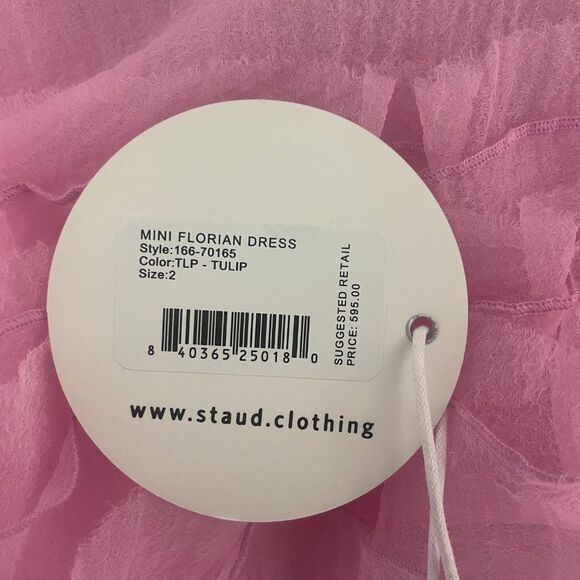 MINI FLORIAN DRESS
Style:166-70165
Color:TLP - TULIP
Size:2
8 40365 25018 0
SUGGESTED RETAIL
PRICE: 595.00
www.staud.clothing